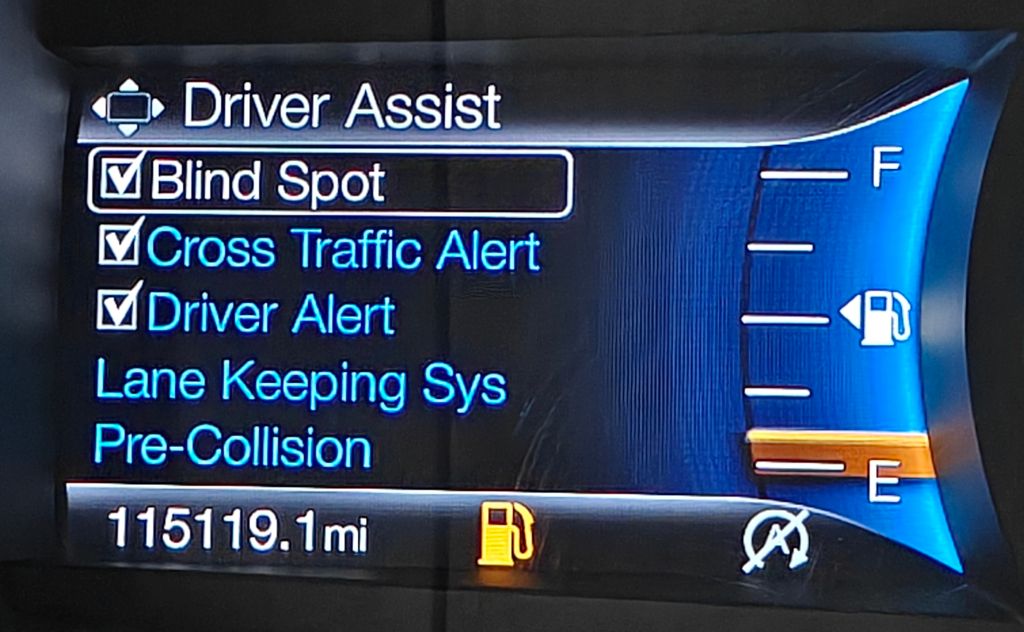 Driver Assist
Blind Spot
Cross Traffic Alert
Driver Alert
Lane Keeping Sys
Pre-Collision
115119.1mi
F
E
A